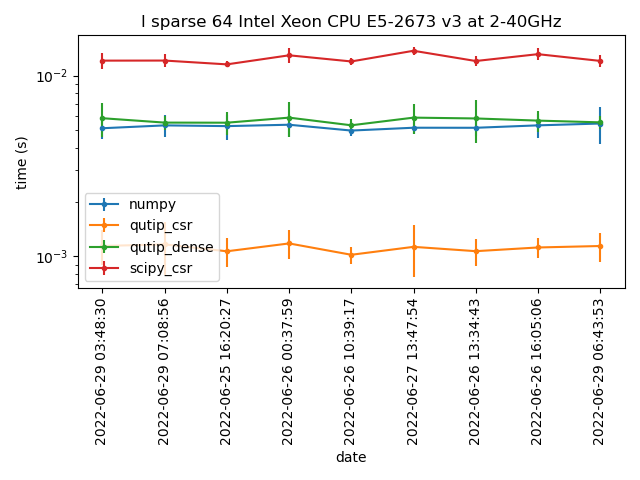 I sparse 64 Intel Xeon CPU E5-2673 v3 at 2-40GHz
time (s)
10⁻²
10⁻³
numpy
qutip_csr
qutip_dense
scipy_csr
2022-06-29 03:48:30
2022-06-29 07:08:56
2022-06-25 16:20:27
2022-06-26 00:37:59
2022-06-26 10:39:17
2022-06-27 13:47:54
2022-06-26 13:34:43
2022-06-26 16:05:06
2022-06-29 06:43:53
date